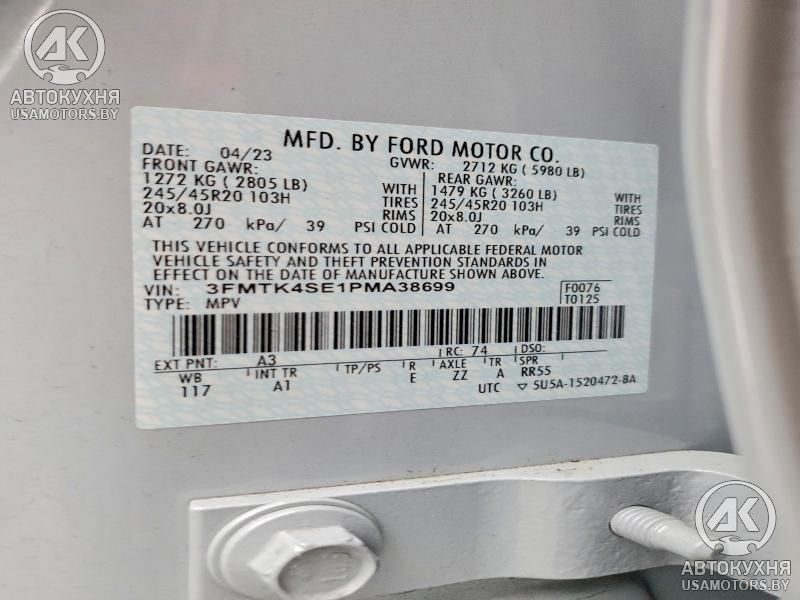 AK
АВТОКУХНЯ
USAMOTORS.BY
MFD. BY FORD MOTOR CO.
DATE: 04/23 GVWR: 2712 KG ( 5980 LB)
FRONT GAWR: REAR GAWR:
1272 KG ( 2805 LB) WITH 1479 KG ( 3260 LB) WITH
245/45R20 103H TIRES 245/45R20 103H TIRES
20x8.0J RIMS 20x8.0J RIMS
AT 270 kPa/ 39 PSI COLD AT 270 kPa/ 39 PSI COLD
THIS VEHICLE CONFORMS TO ALL APPLICABLE FEDERAL MOTOR
VEHICLE SAFETY AND THEFT PREVENTION STANDARDS IN
EFFECT ON THE DATE OF MANUFACTURE SHOWN ABOVE.
VIN: 3FMTK4SE1PMA38699 F0076
TYPE: MPV T0125
EXT PNT: A3 RC: 74 DSO:
WB INT TR TP/PS R AXLE TR SPR
117 A1 E ZZ A RR55
UTC ▽ 5U5A-1520472-BA
AK
АВТОКУХНЯ
USAMOTORS.BY